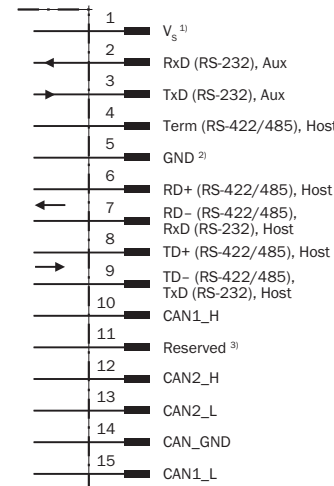 1
Vs 1)
2
RxD (RS-232), Aux
3
TxD (RS-232), Aux
4
Term (RS-422/485), Host
5
GND 2)
6
RD+ (RS-422/485), Host
7
RD– (RS-422/485),
RxD (RS-232), Host
8
TD+ (RS-422/485), Host
9
TD– (RS-422/485),
TxD (RS-232), Host
10
CAN1_H
11
Reserved 3)
12
CAN2_H
13
CAN2_L
14
CAN_GND
15
CAN1_L